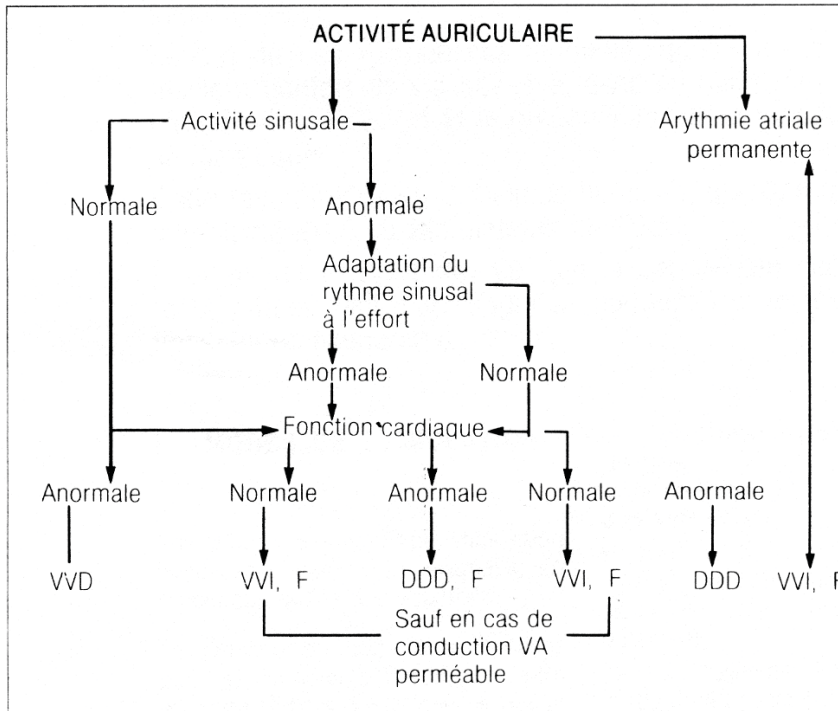 ACTIVITÉ AURICULAIRE
Activité sinusale
Arythmie atriale
permanente
Normale
Anormale
Adaptation du
rythme sinusal
à l'effort
Anormale
Normale
Fonction cardiaque
Anormale
Normale
Anormale
Normale
Anormale
VVD
VVI, F
DDD, F
VVI, F
DDD
VVI, F
Sauf en cas de
conduction VA
perméable